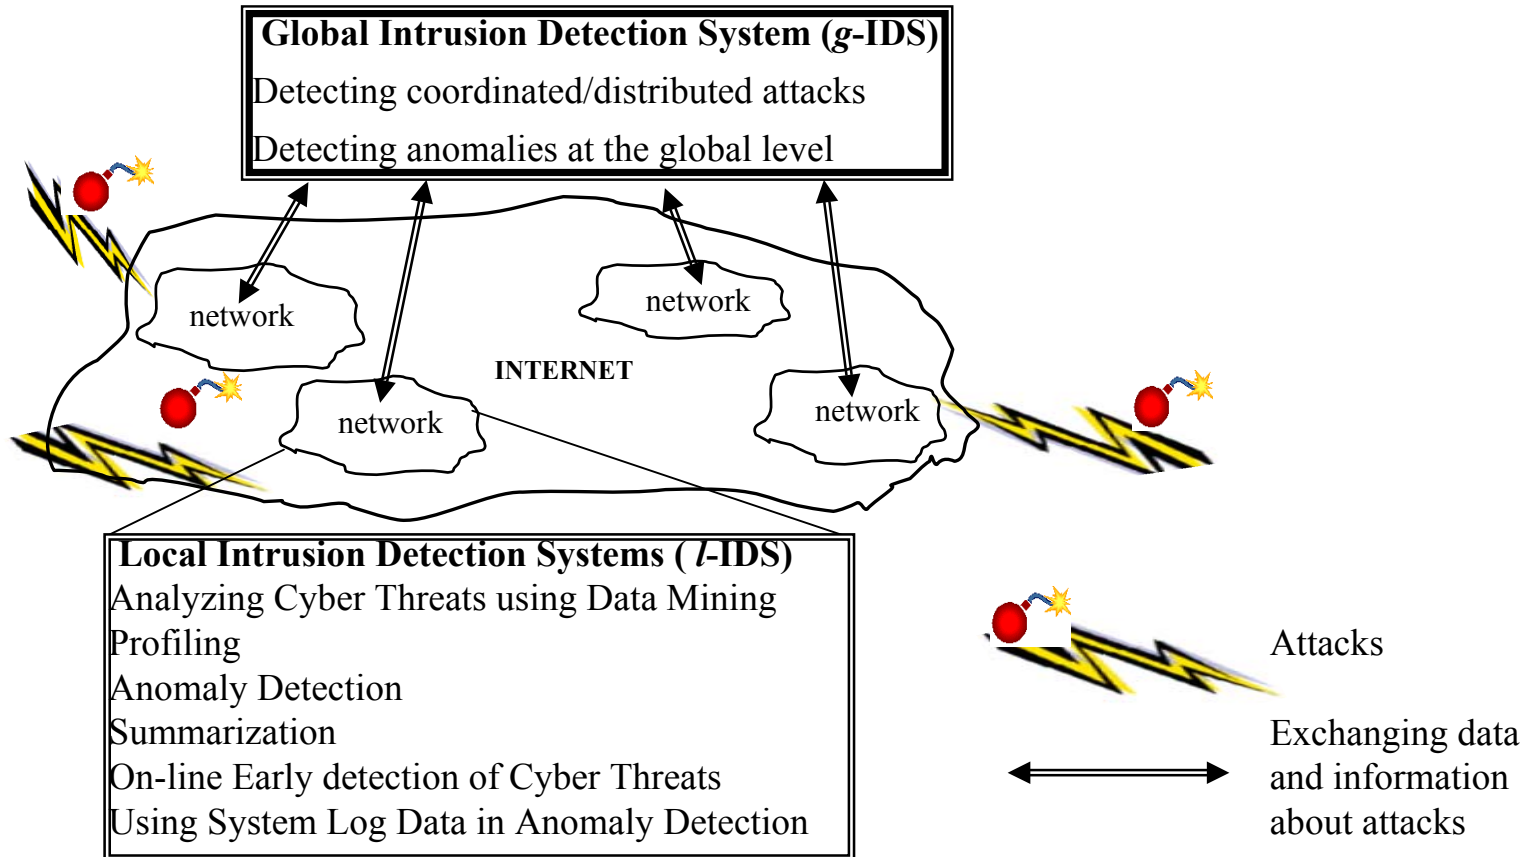 Global Intrusion Detection System (g-IDS)
Detecting coordinated/distributed attacks
Detecting anomalies at the global level
network
network
INTERNET
network
network
Local Intrusion Detection Systems ( l-IDS)
Analyzing Cyber Threats using Data Mining
Profiling
Anomaly Detection
Summarization
On-line Early detection of Cyber Threats
Using System Log Data in Anomaly Detection
Attacks
Exchanging data
and information
about attacks